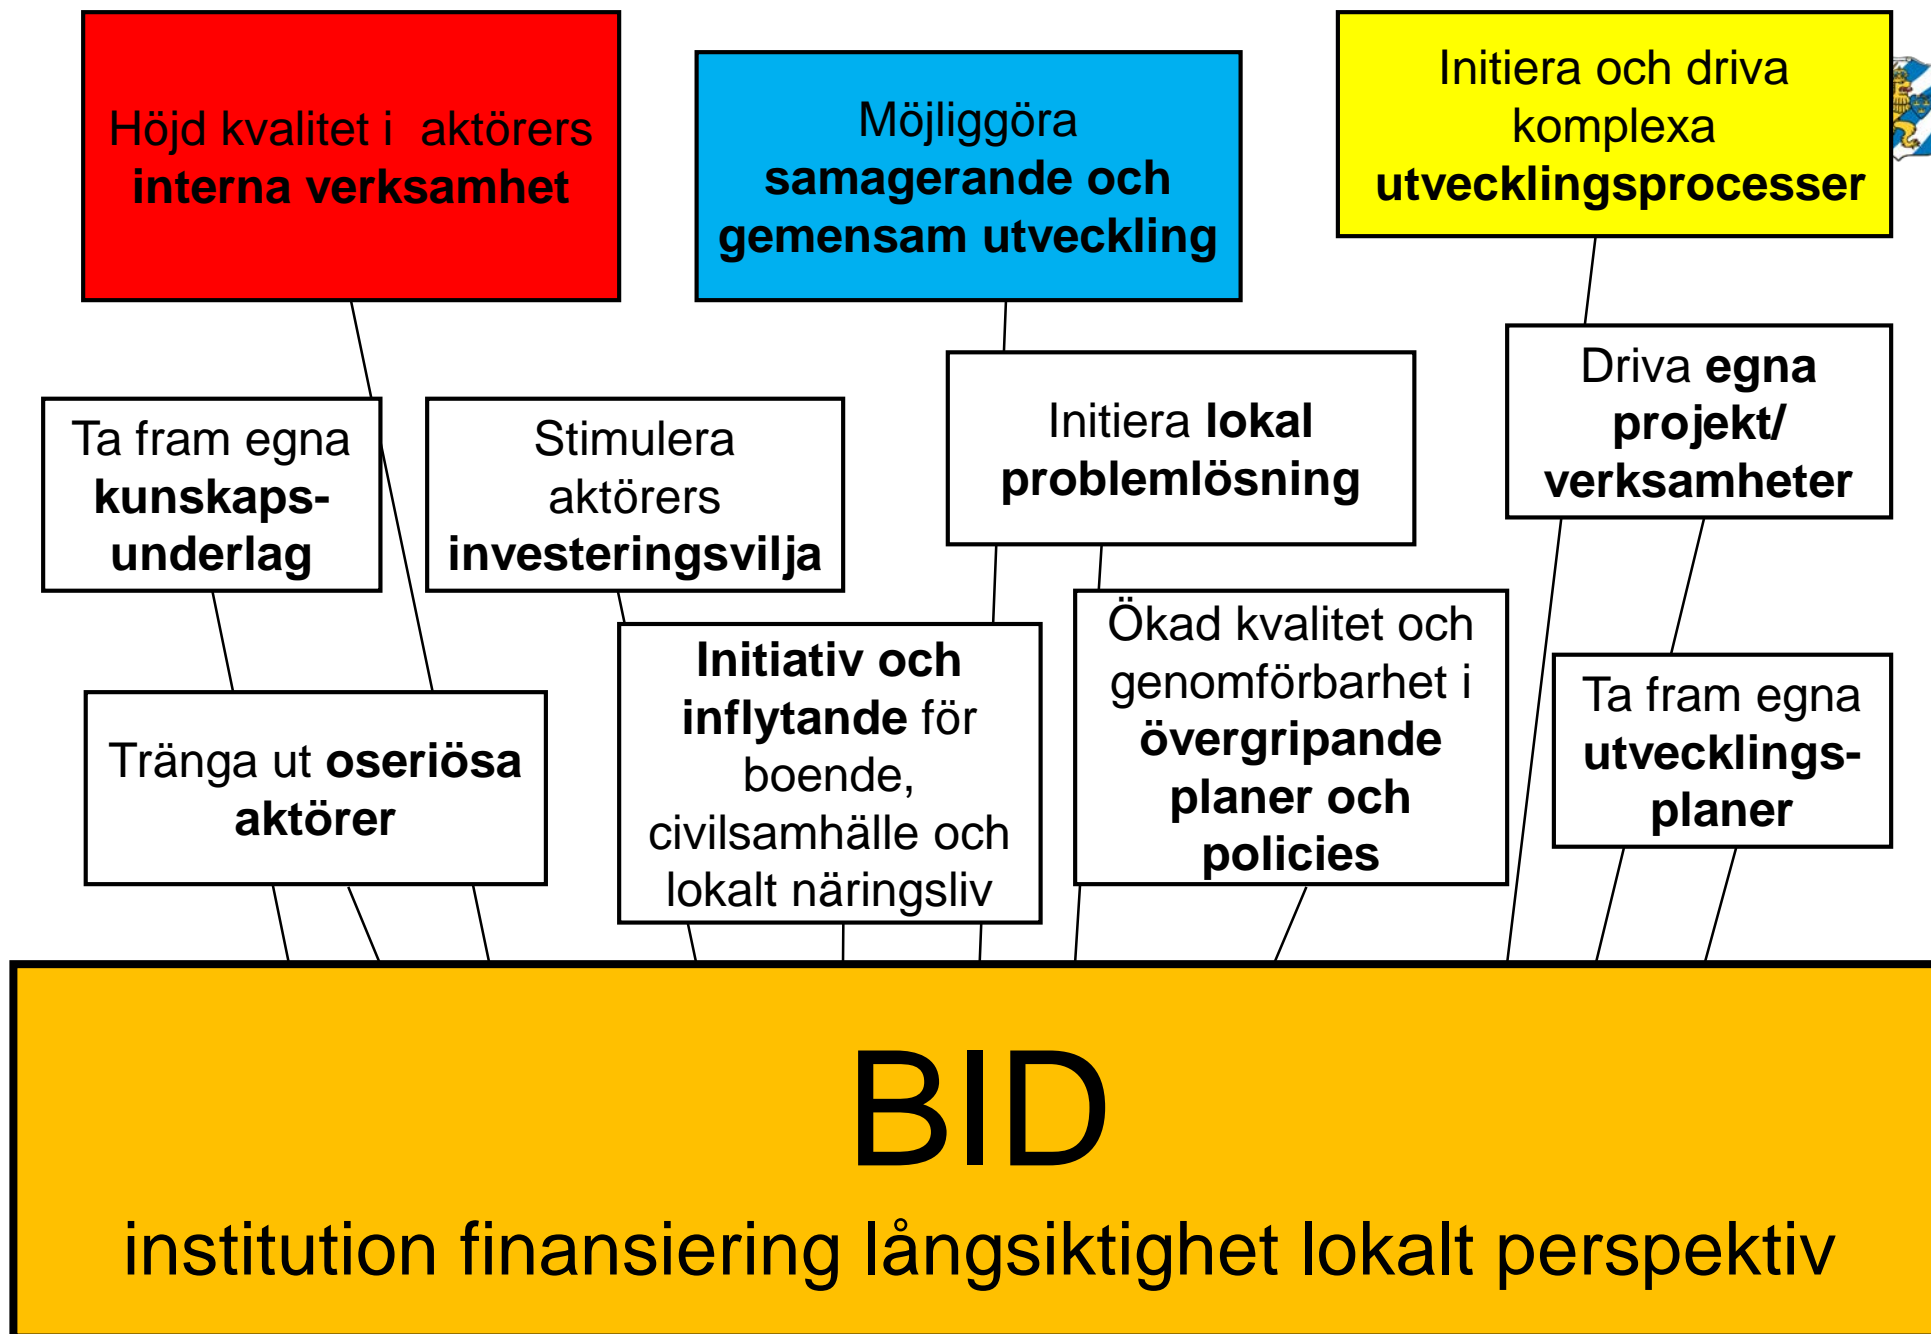 Höjd kvalitet i  aktörers
interna verksamhet
Möjliggöra
samagerande och
gemensam utveckling
Initiera och driva
komplexa
utvecklingsprocesser
Ta fram egna
kunskaps-
underlag
Stimulera
aktörers
investeringsvilja
Initiera lokal
problemlösning
Driva egna
projekt/
verksamheter
Tränga ut oseriösa
aktörer
Initiativ och
inflytande för
boende,
civilsamhälle och
lokalt näringsliv
Ökad kvalitet och
genomförbarhet i
övergripande
planer och
policies
Ta fram egna
utvecklings-
planer
BID
institution finansiering långsiktighet lokalt perspektiv